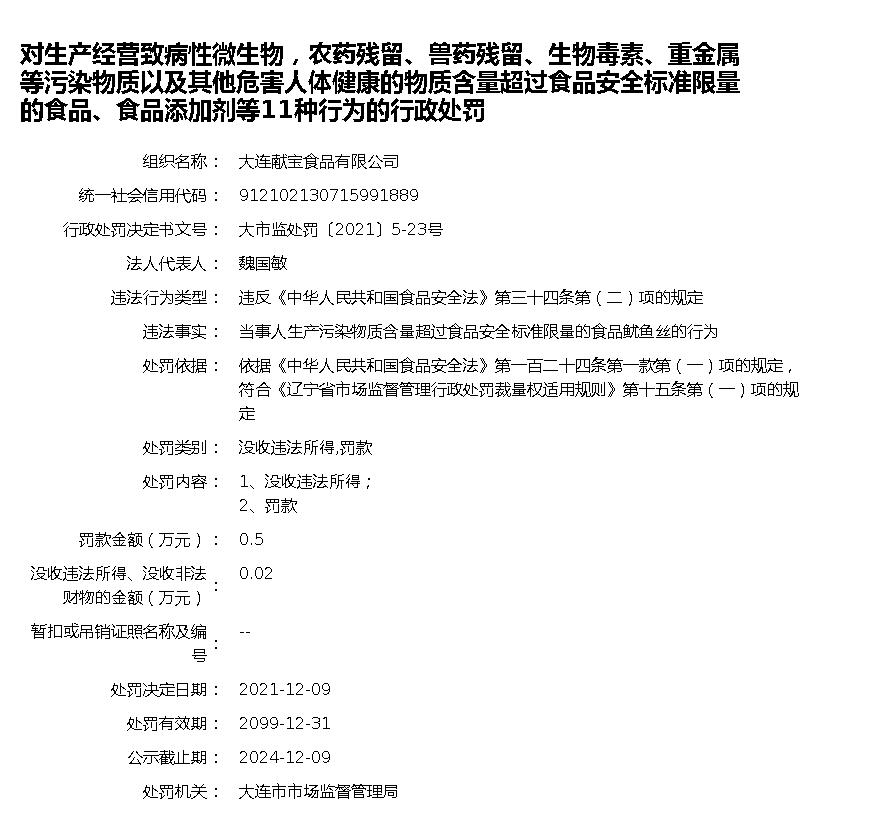 对生产经营致病性微生物，农药残留、兽药残留、生物毒素、重金属
等污染物质以及其他危害人体健康的物质含量超过食品安全标准限量
的食品、食品添加剂等11种行为的行政处罚
组织名称： 大连献宝食品有限公司
统一社会信用代码： 912102130715991889
行政处罚决定书文号： 大市监处罚〔2021〕5-23号
法人代表人： 魏国敏
违法行为类型： 违反《中华人民共和国食品安全法》第三十四条第（二）项的规定
违法事实： 当事人生产污染物质含量超过食品安全标准限量的食品鱿鱼丝的行为
处罚依据： 依据《中华人民共和国食品安全法》第一百二十四条第一款第（一）项的规定，
符合《辽宁省市场监督管理行政处罚裁量权适用规则》第十五条第（一）项的规
定
处罚类别： 没收违法所得,罚款
处罚内容： 1、没收违法所得；
2、罚款
罚款金额（万元）： 0.5
没收违法所得、没收非法
财物的金额（万元）： 0.02
暂扣或吊销证照名称及编
号： --
处罚决定日期： 2021-12-09
处罚有效期： 2099-12-31
公示截止期： 2024-12-09
处罚机关： 大连市市场监督管理局